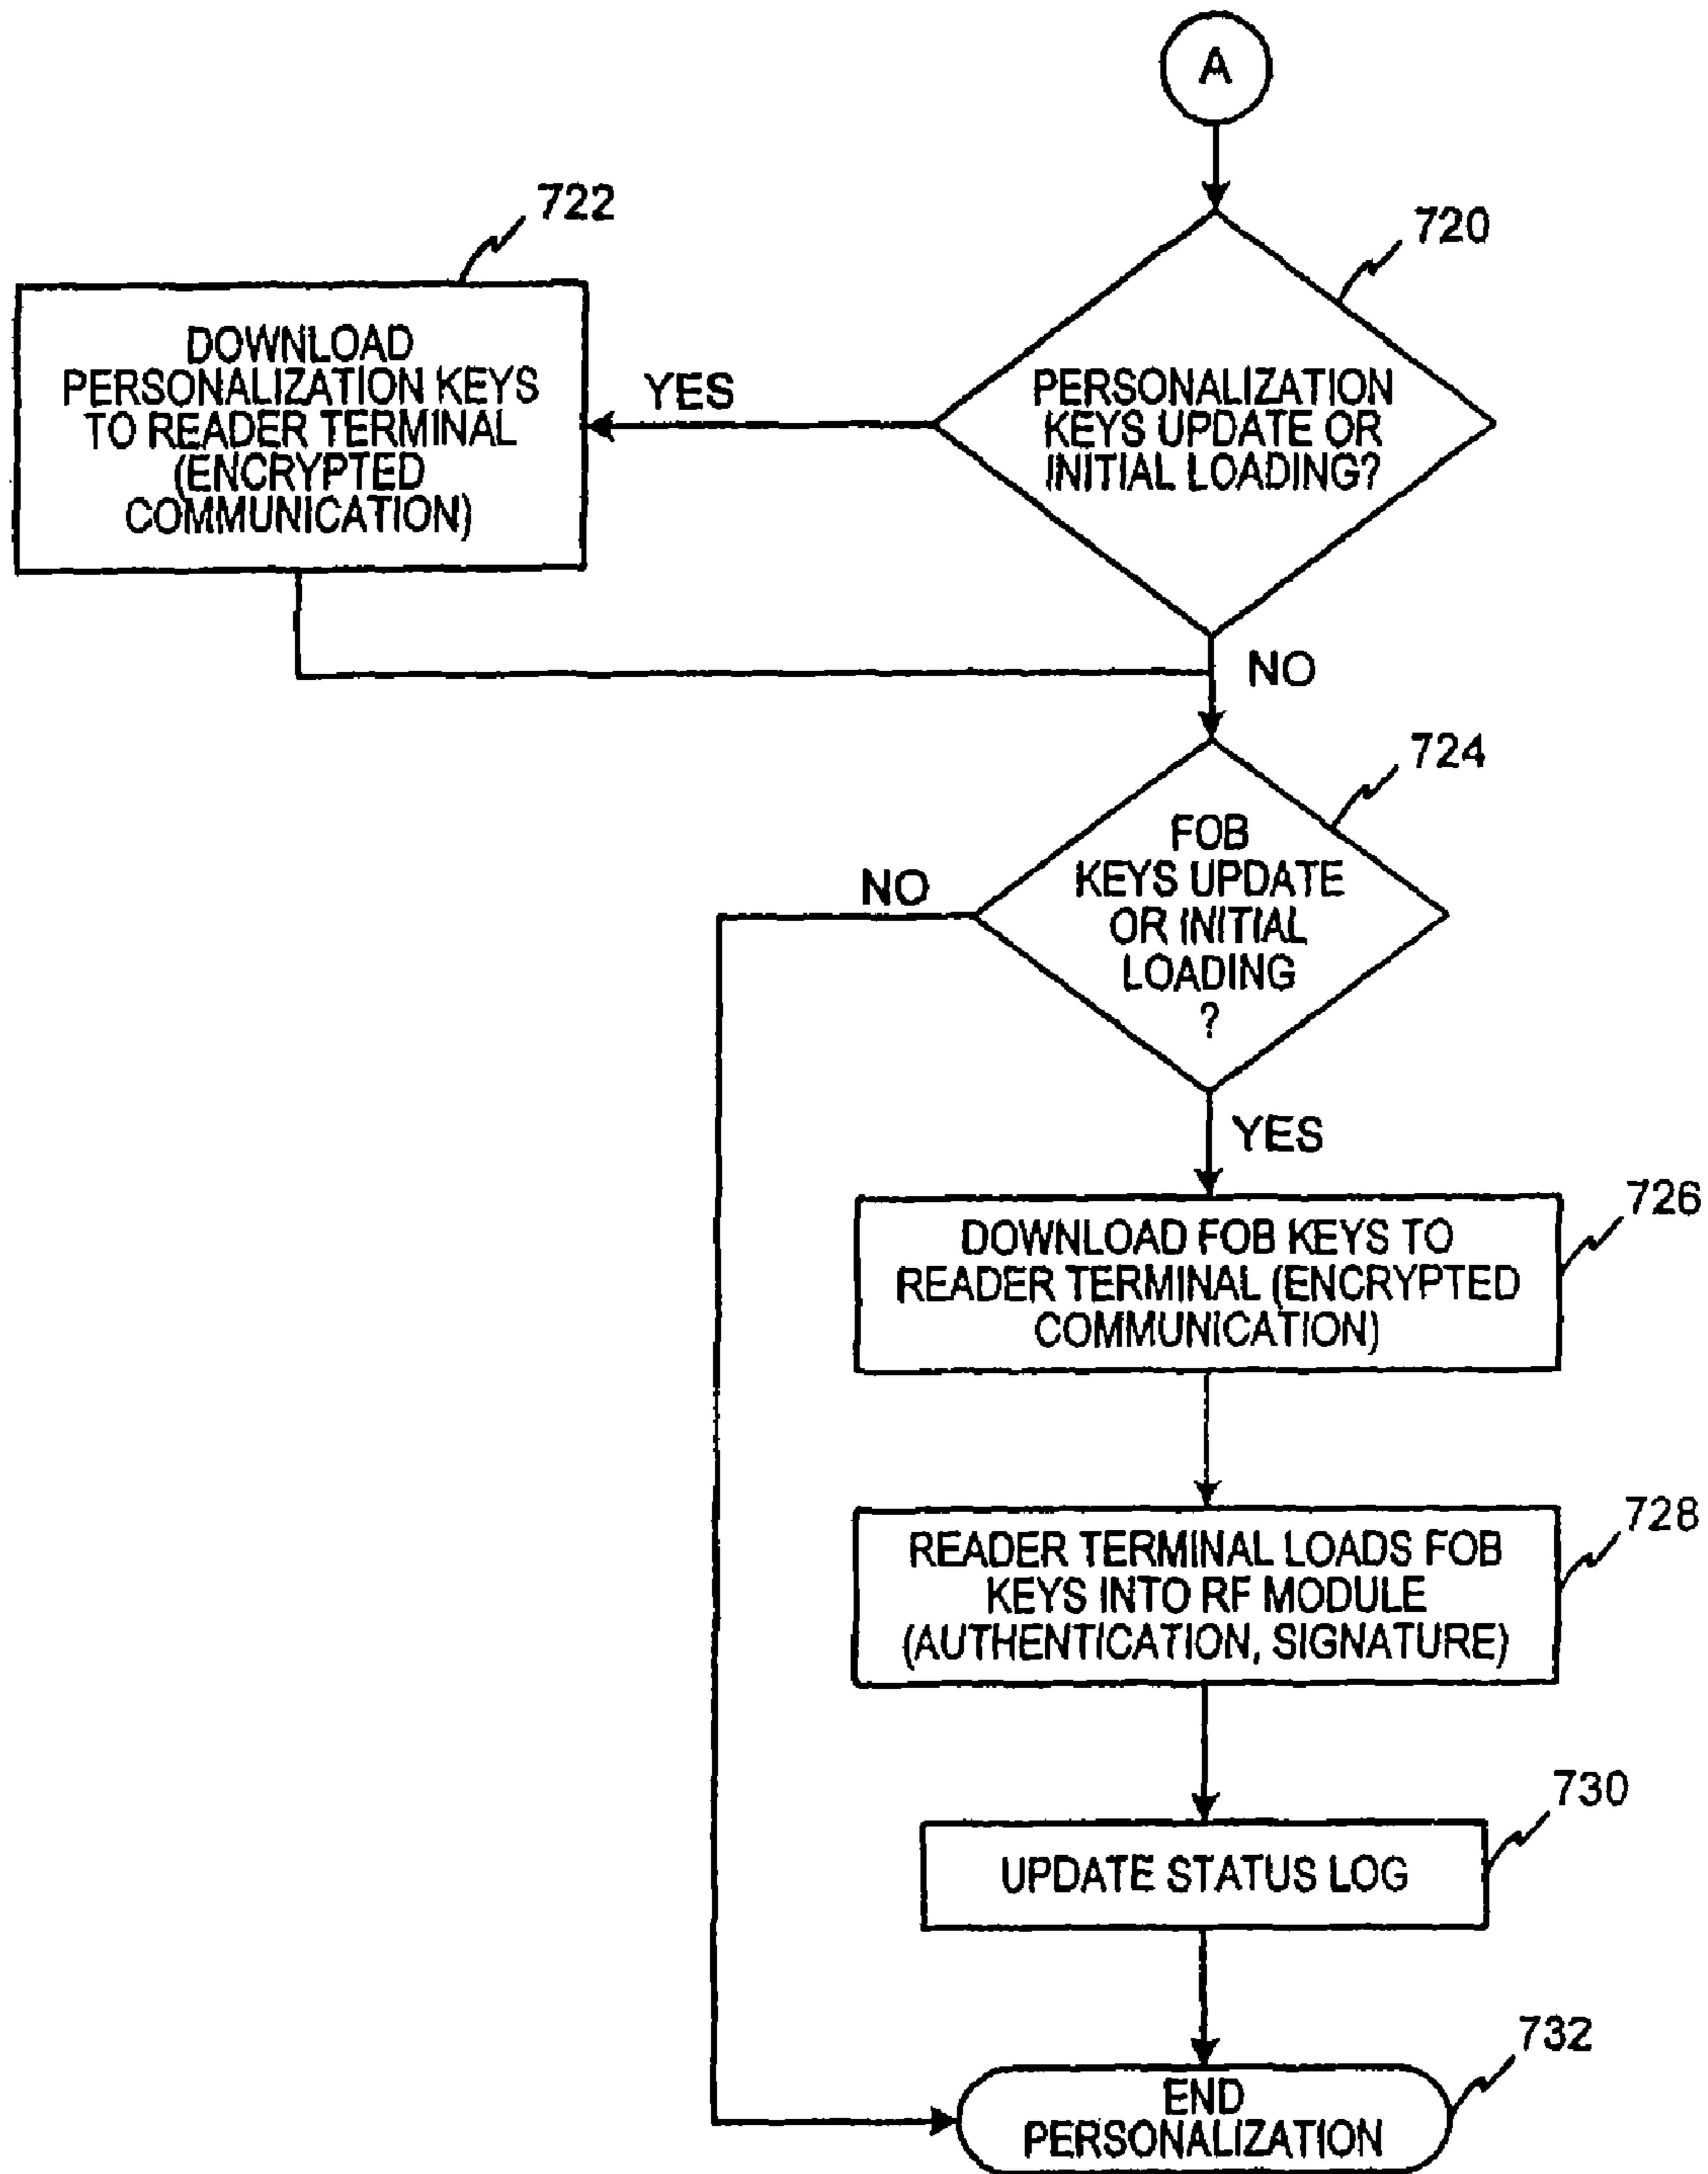 A
720
PERSONALIZATION
KEYS UPDATE OR
INITIAL LOADING?
YES
722
DOWNLOAD
PERSONALIZATION KEYS
TO READER TERMINAL
(ENCRYPTED
COMMUNICATION)
NO
724
FOB
KEYS UPDATE
OR INITIAL
LOADING
?
NO
YES
726
DOWNLOAD FOB KEYS TO
READER TERMINAL (ENCRYPTED
COMMUNICATION)
728
READER TERMINAL LOADS FOB
KEYS INTO RF MODULE
(AUTHENTICATION, SIGNATURE)
730
UPDATE STATUS LOG
732
END
PERSONALIZATION